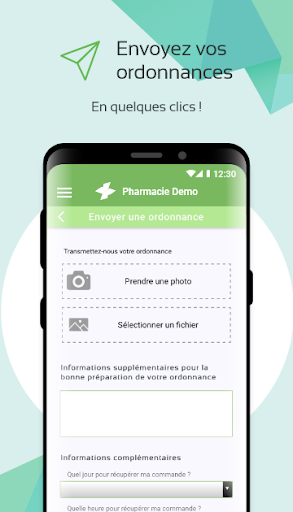 Envoyez vos
ordonnances
En quelques clics !
12:30
Pharmacie Demo
Envoyer une ordonnance
Transmettez-nous votre ordonnance
Prendre une photo
Sélectionner un fichier
Informations supplémentaires pour la
bonne préparation de votre ordonnance
Informations complémentaires
Quel jour pour récupérer ma commande ?
Quelle heure pour récupérer ma commande ?